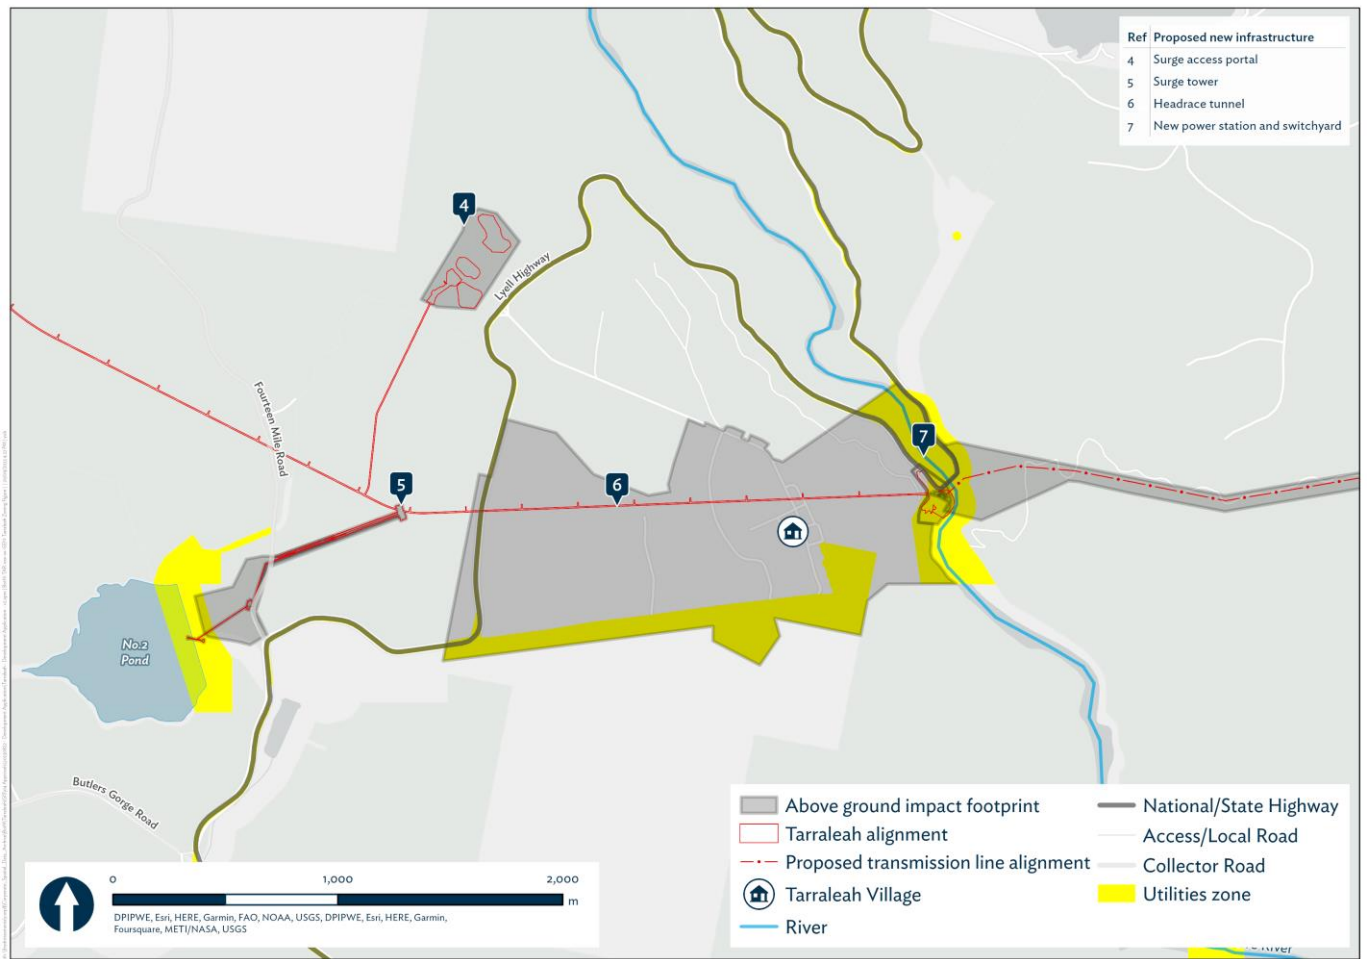 Ref Proposed new infrastructure
4 Surge access portal
5 Surge tower
6 Headrace tunnel
7 New power station and switchyard
4
Lyell Highway
Fourteen Mile Road
7
5
6
No.2
Pond
Butlers Gorge Road
0 1,000 2,000
m
DPIPWE, Esri, HERE, Garmin, FAO, NOAA, USGS, DPIPWE, Esri, HERE, Garmin,
Foursquare, METI/NASA, USGS
Above ground impact footprint
Tarraleah alignment
Proposed transmission line alignment
Tarraleah Village
River
National/State Highway
Access/Local Road
Collector Road
Utilities zone
River